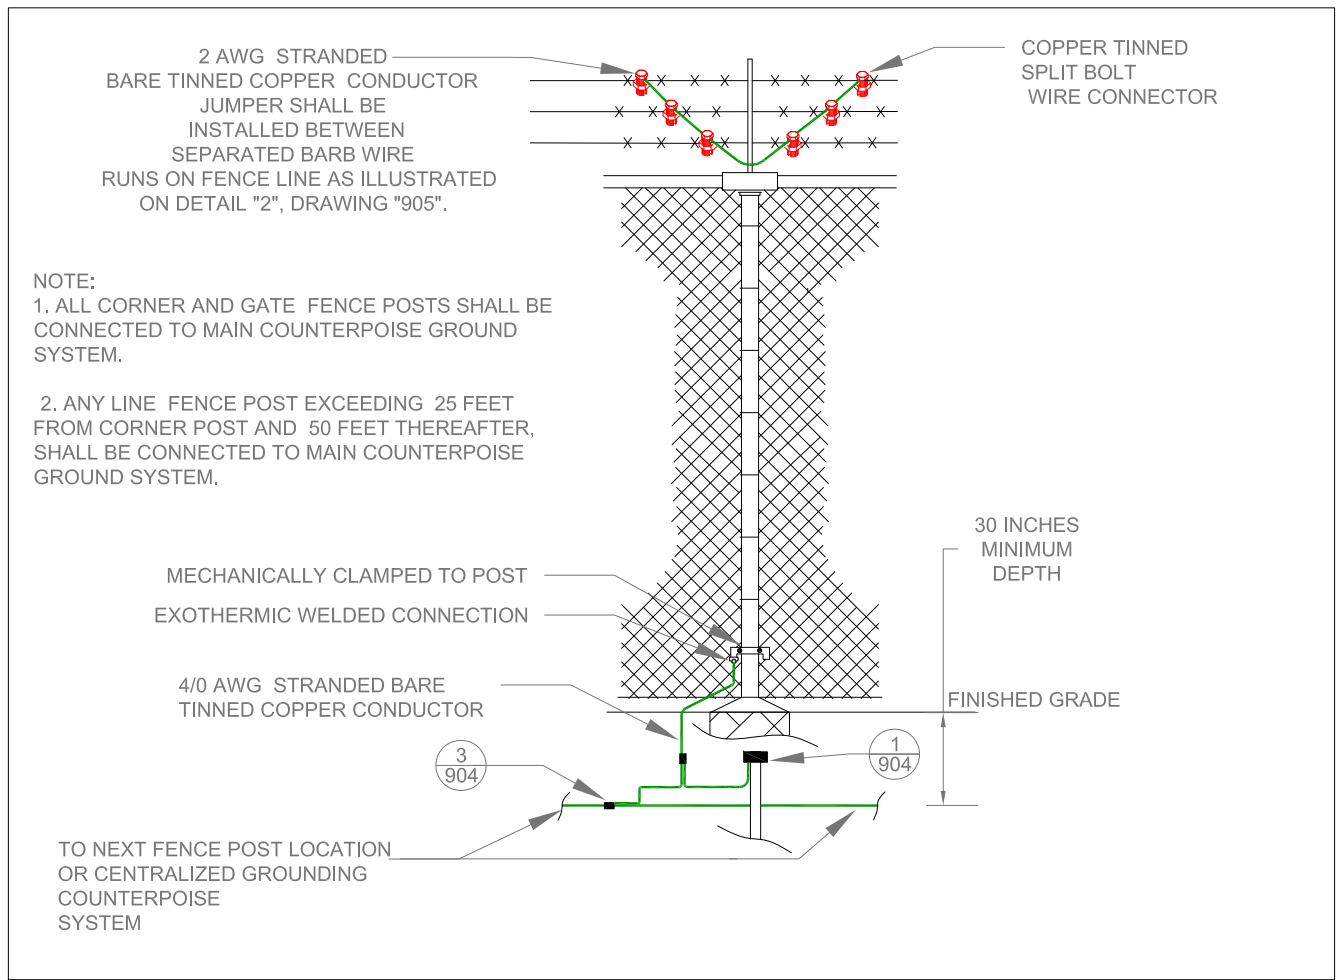 2 AWG STRANDED
BARE TINNED COPPER CONDUCTOR
JUMPER SHALL BE
INSTALLED BETWEEN
SEPARATED BARB WIRE
RUNS ON FENCE LINE AS ILLUSTRATED
ON DETAIL "2", DRAWING "905".
COPPER TINNED
SPLIT BOLT
WIRE CONNECTOR
NOTE:
1. ALL CORNER AND GATE FENCE POSTS SHALL BE
CONNECTED TO MAIN COUNTERPOISE GROUND
SYSTEM.
2. ANY LINE FENCE POST EXCEEDING 25 FEET
FROM CORNER POST AND 50 FEET THEREAFTER,
SHALL BE CONNECTED TO MAIN COUNTERPOISE
GROUND SYSTEM.
30 INCHES
MINIMUM
DEPTH
MECHANICALLY CLAMPED TO POST
EXOTHERMIC WELDED CONNECTION
4/0 AWG STRANDED BARE
TINNED COPPER CONDUCTOR
FINISHED GRADE
3
904
1
904
TO NEXT FENCE POST LOCATION
OR CENTRALIZED GROUNDING
COUNTERPOISE
SYSTEM